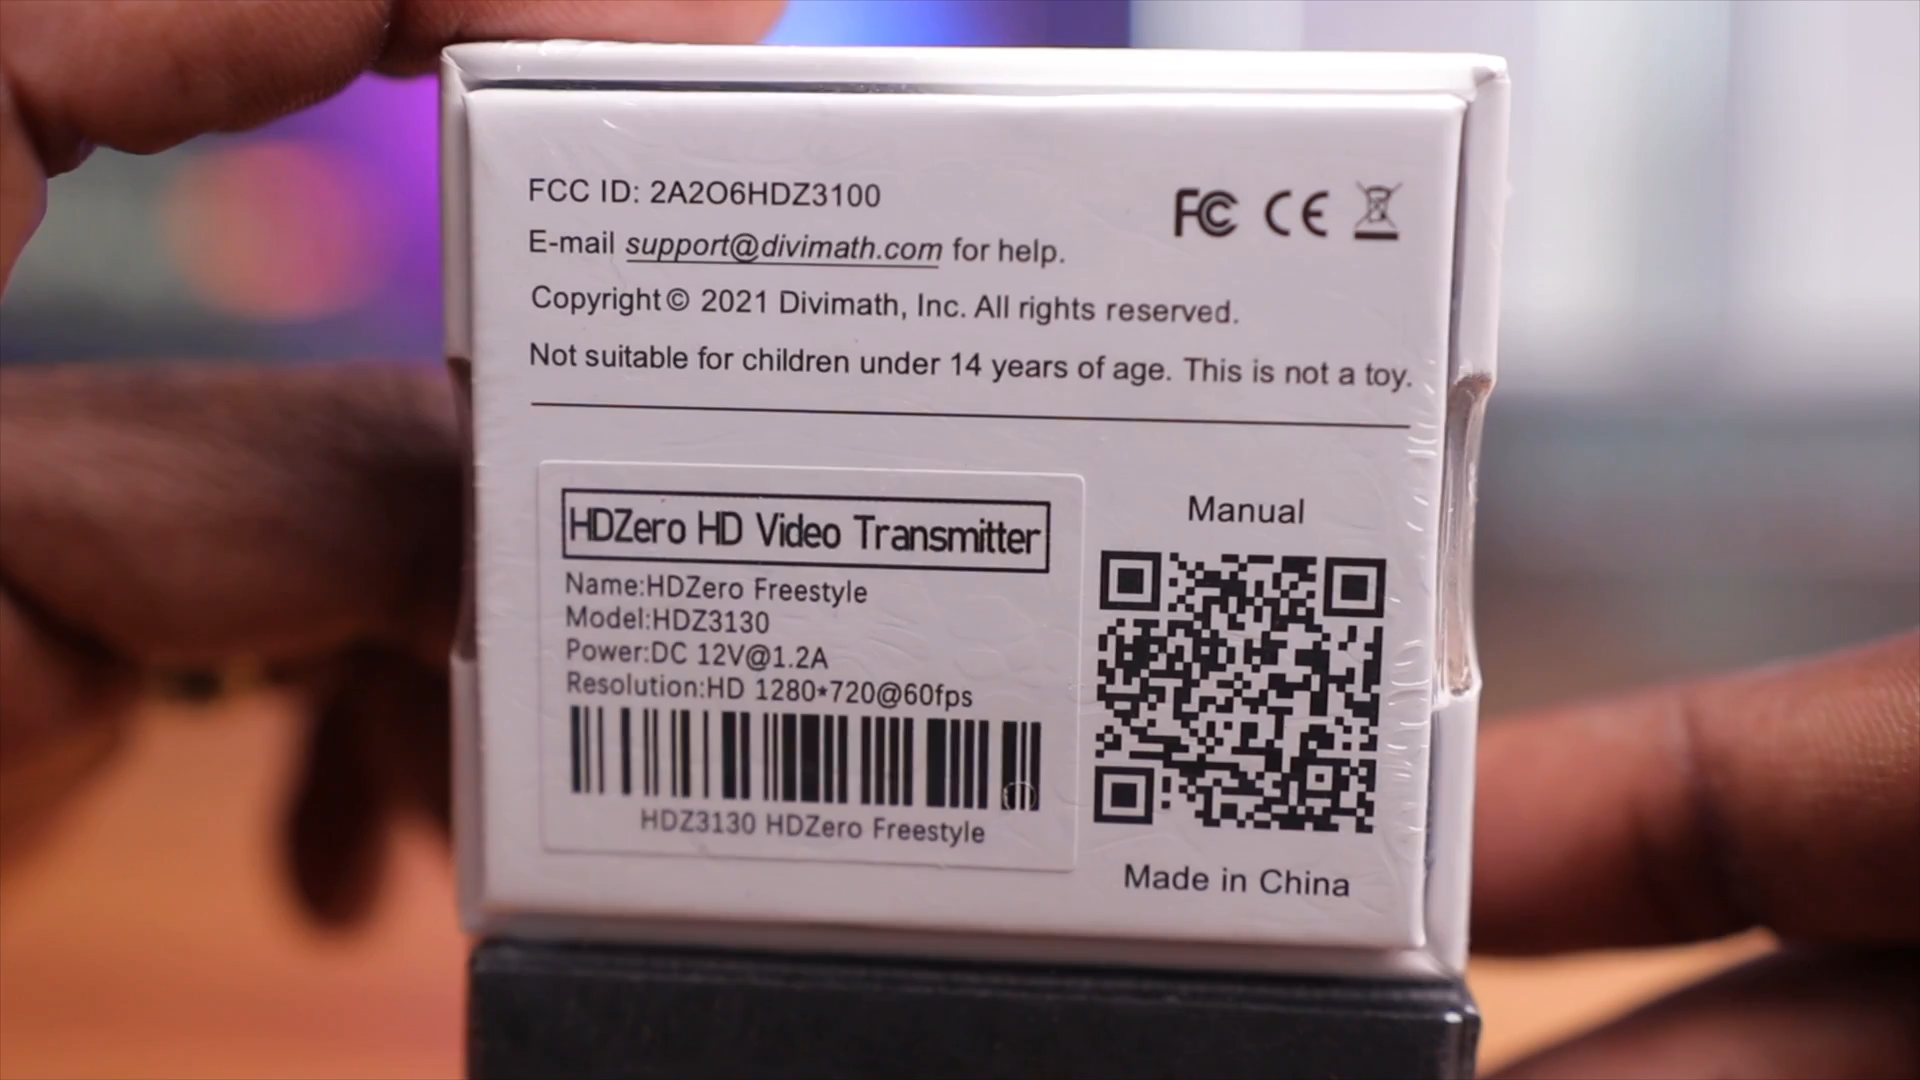 FCC ID: 2A2O6HDZ3100
FC CE
E-mail support@divimath.com for help.
Copyright© 2021 Divimath, Inc. All rights reserved.
Not suitable for children under 14 years of age. This is not a toy.
HDZero HD Video Transmitter
Name:HDZero Freestyle
Model:HDZ3130
Power:DC 12V@1.2A
Resolution:HD 1280*720@60fps
HDZ3130 HDZero Freestyle
Manual
Made in China